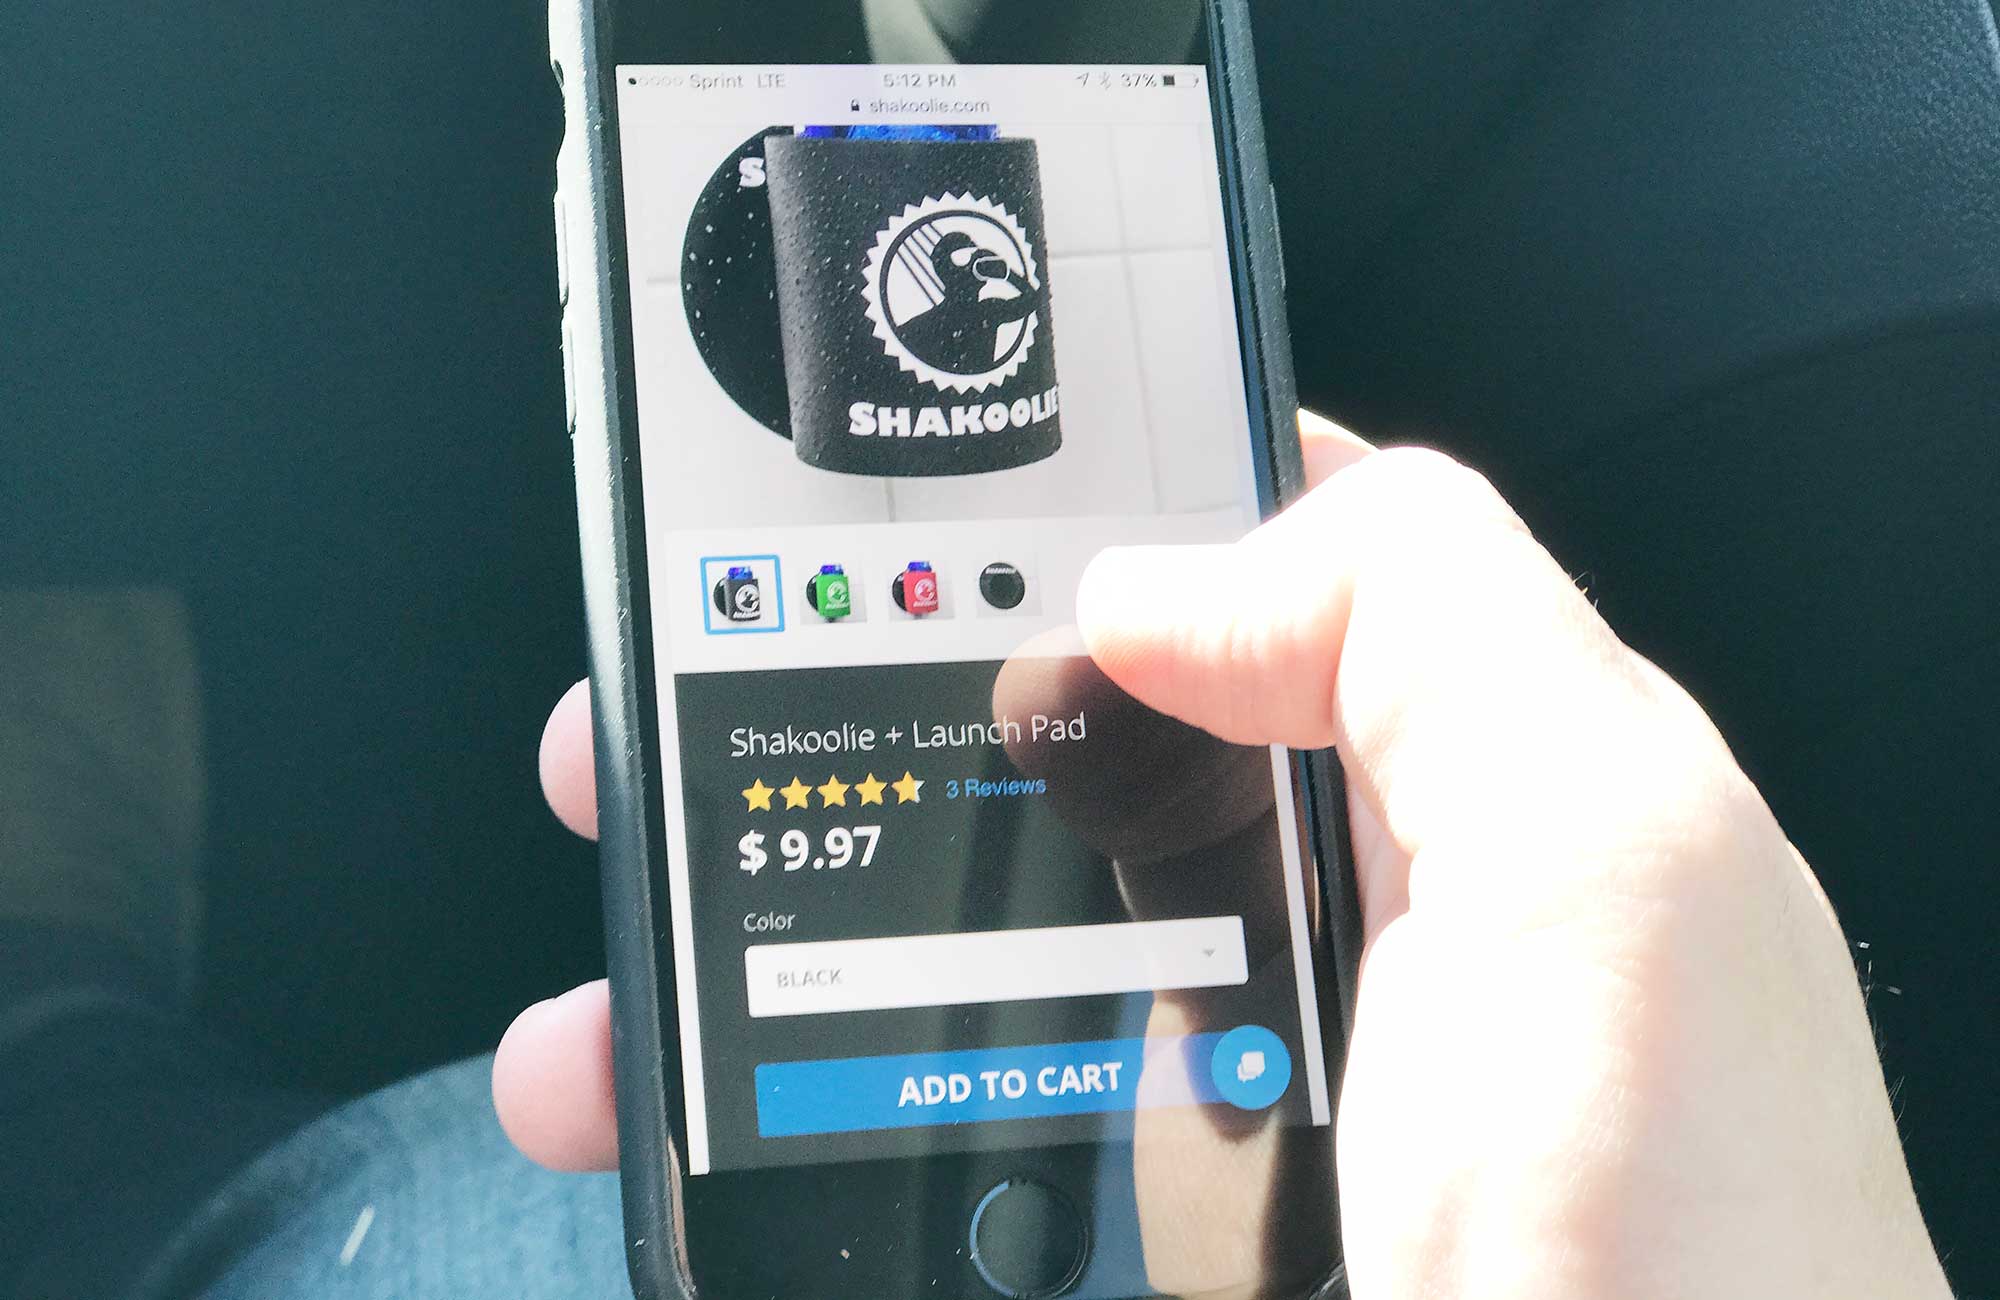 Sprint LTE 5:12 PM 37%
shakoolie.com
S
SHAKOOLIE
Shakoolie + Launch Pad
3 Reviews
$ 9.97
Color
BLACK
ADD TO CART